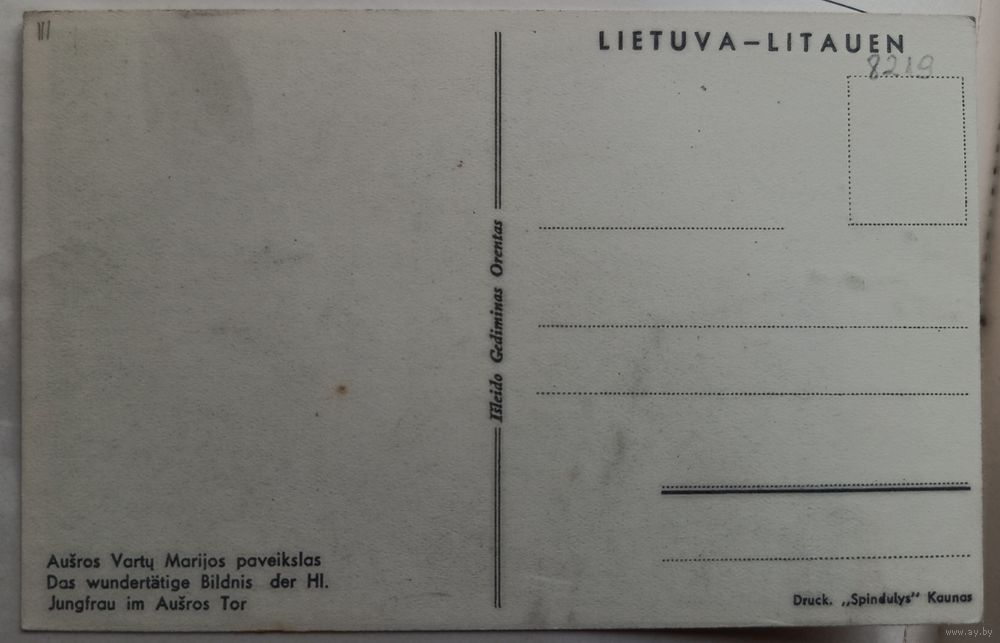 LIETUVA–LITAUEN
8219
Išleido Gediminas Orentas
Aušros Vartų Marijos paveikslas
Das wundertätige Bildnis der Hl.
Jungfrau im Aušros Tor
Druck. „Spindulys” Kaunas
www.ay.by